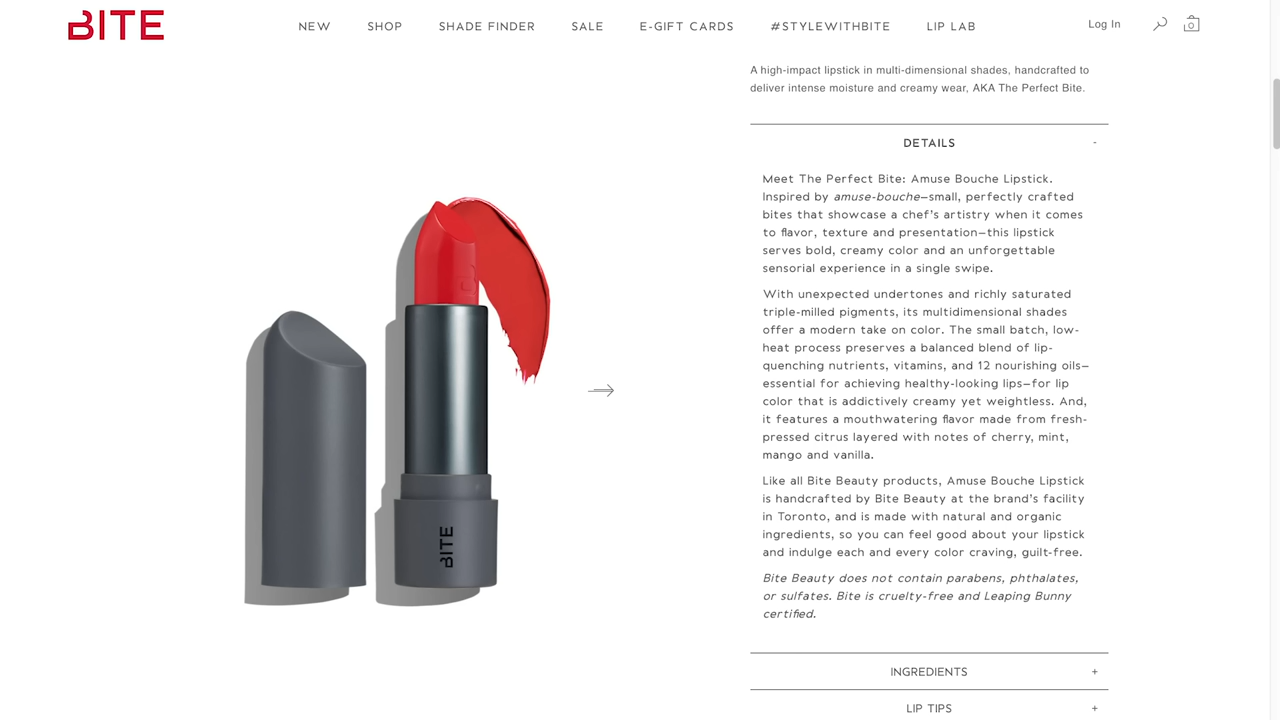 BITE
NEW SHOP SHADE FINDER SALE E-GIFT CARDS #STYLEWITHBITE LIP LAB
Log In
0
A high-impact lipstick in multi-dimensional shades, handcrafted to
deliver intense moisture and creamy wear, AKA The Perfect Bite.
DETAILS -
Meet The Perfect Bite: Amuse Bouche Lipstick.
Inspired by amuse-bouche—small, perfectly crafted
bites that showcase a chef's artistry when it comes
to flavor, texture and presentation—this lipstick
serves bold, creamy color and an unforgettable
sensorial experience in a single swipe.
With unexpected undertones and richly saturated
triple-milled pigments, its multidimensional shades
offer a modern take on color. The small batch, low-
heat process preserves a balanced blend of lip-
quenching nutrients, vitamins, and 12 nourishing oils—
essential for achieving healthy-looking lips—for lip
color that is addictively creamy yet weightless. And,
it features a mouthwatering flavor made from fresh-
pressed citrus layered with notes of cherry, mint,
mango and vanilla.
Like all Bite Beauty products, Amuse Bouche Lipstick
is handcrafted by Bite Beauty at the brand's facility
in Toronto, and is made with natural and organic
ingredients, so you can feel good about your lipstick
and indulge each and every color craving, guilt-free.
Bite Beauty does not contain parabens, phthalates,
or sulfates. Bite is cruelty-free and Leaping Bunny
certified.
INGREDIENTS +
LIP TIPS +
BITE